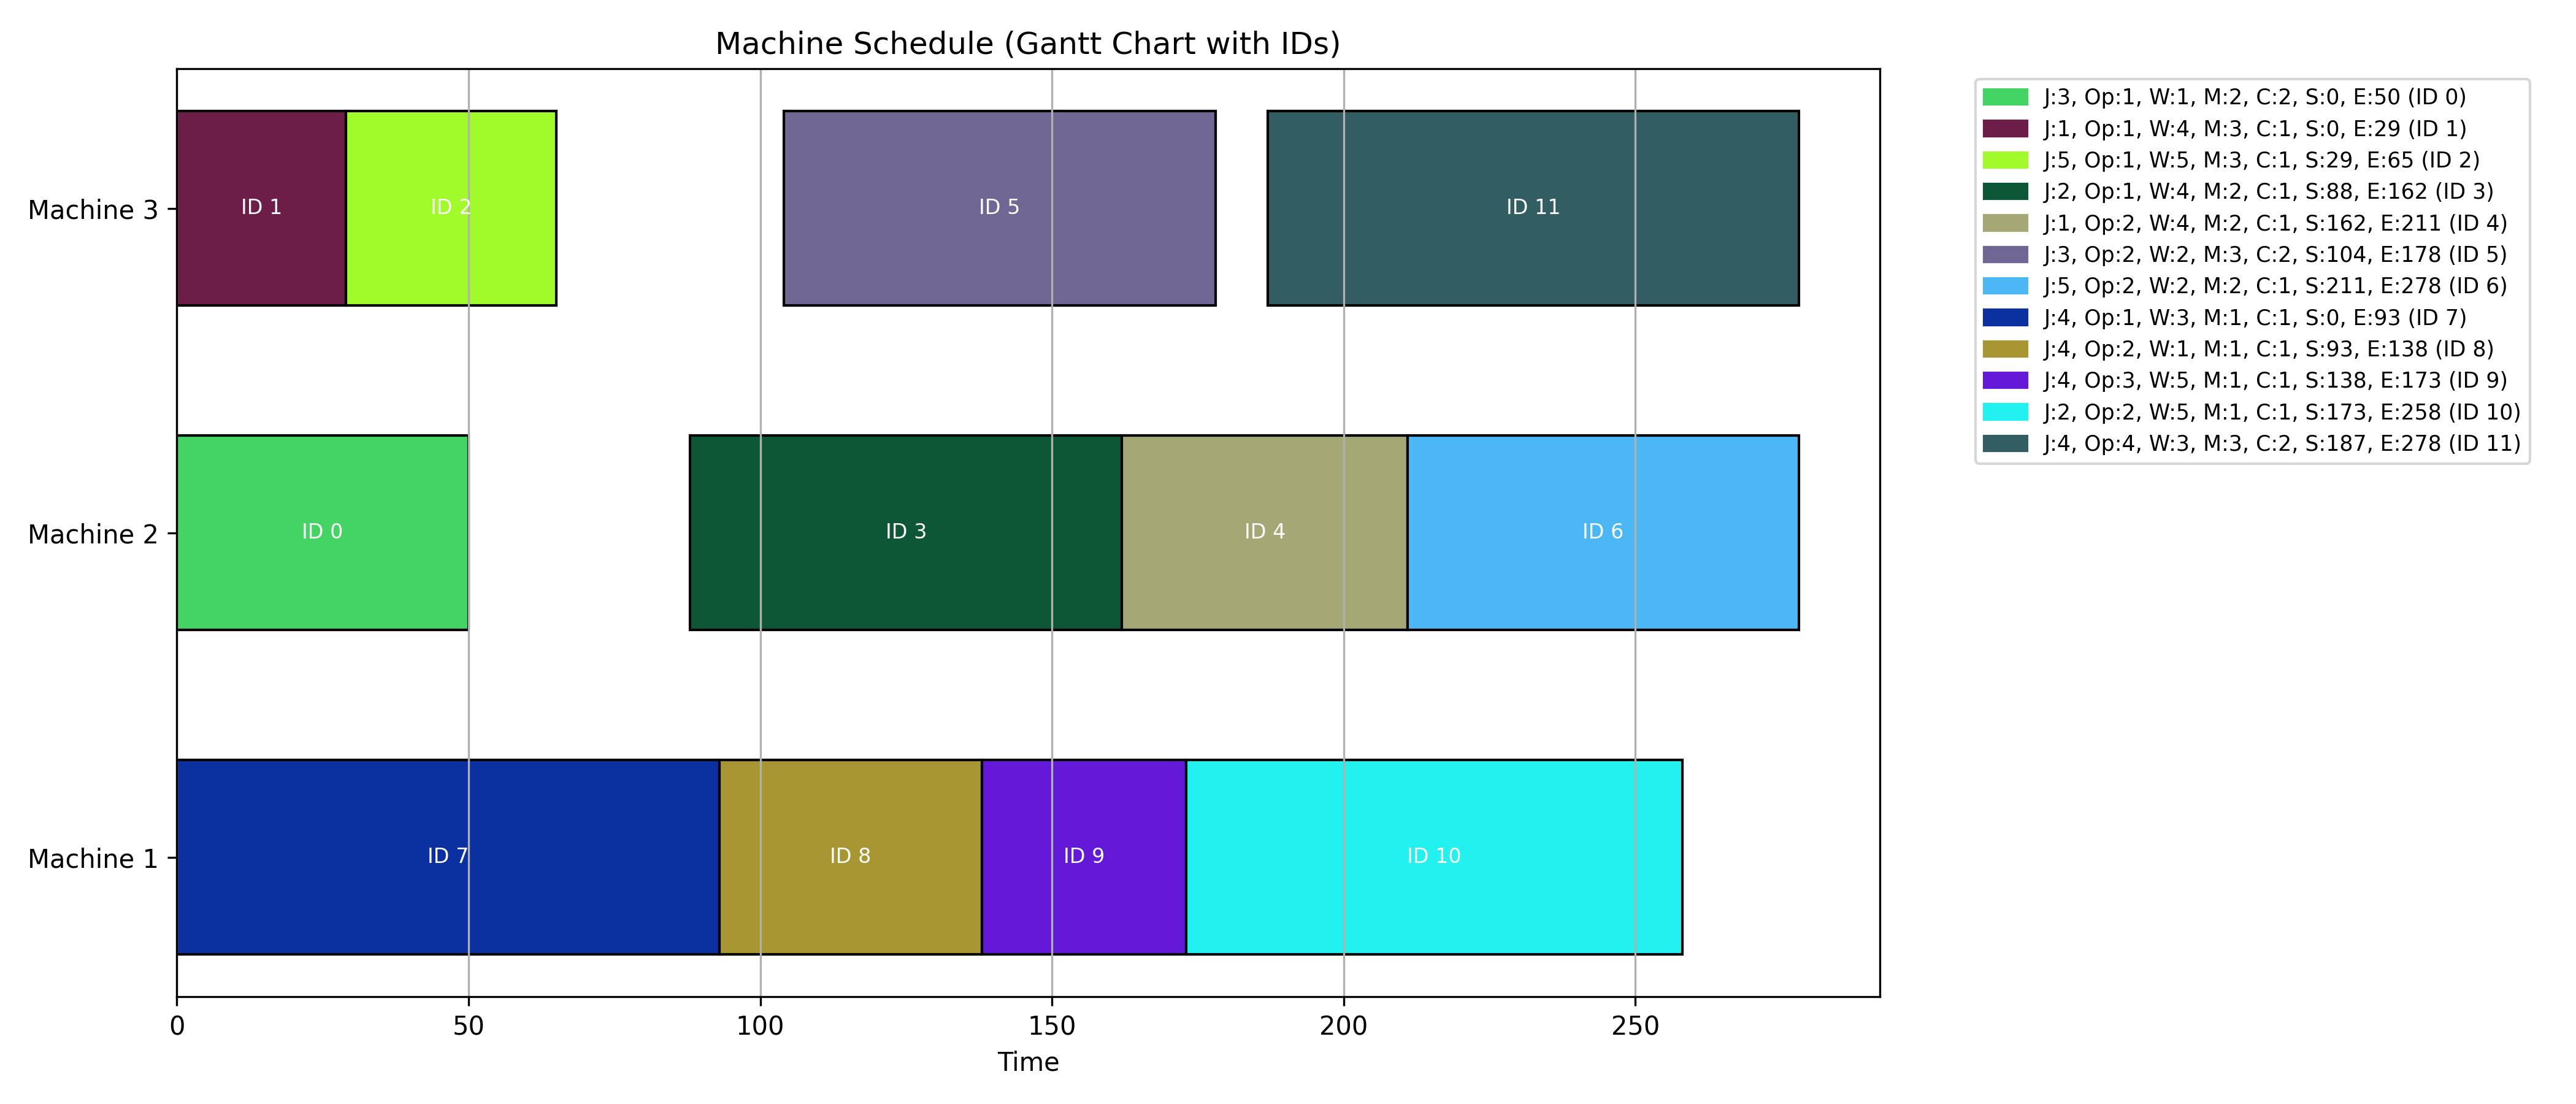 Machine Schedule (Gantt Chart with IDs)
Machine 3
ID 1
ID 2
ID 5
ID 11
Machine 2
ID 0
ID 3
ID 4
ID 6
Machine 1
ID 7
ID 8
ID 9
ID 10
0
50
100
150
200
250
Time
J:3, Op:1, W:1, M:2, C:2, S:0, E:50 (ID 0)
J:1, Op:1, W:4, M:3, C:1, S:0, E:29 (ID 1)
J:5, Op:1, W:5, M:3, C:1, S:29, E:65 (ID 2)
J:2, Op:1, W:4, M:2, C:1, S:88, E:162 (ID 3)
J:1, Op:2, W:4, M:2, C:1, S:162, E:211 (ID 4)
J:3, Op:2, W:2, M:3, C:2, S:104, E:178 (ID 5)
J:5, Op:2, W:2, M:2, C:1, S:211, E:278 (ID 6)
J:4, Op:1, W:3, M:1, C:1, S:0, E:93 (ID 7)
J:4, Op:2, W:1, M:1, C:1, S:93, E:138 (ID 8)
J:4, Op:3, W:5, M:1, C:1, S:138, E:173 (ID 9)
J:2, Op:2, W:5, M:1, C:1, S:173, E:258 (ID 10)
J:4, Op:4, W:3, M:3, C:2, S:187, E:278 (ID 11)